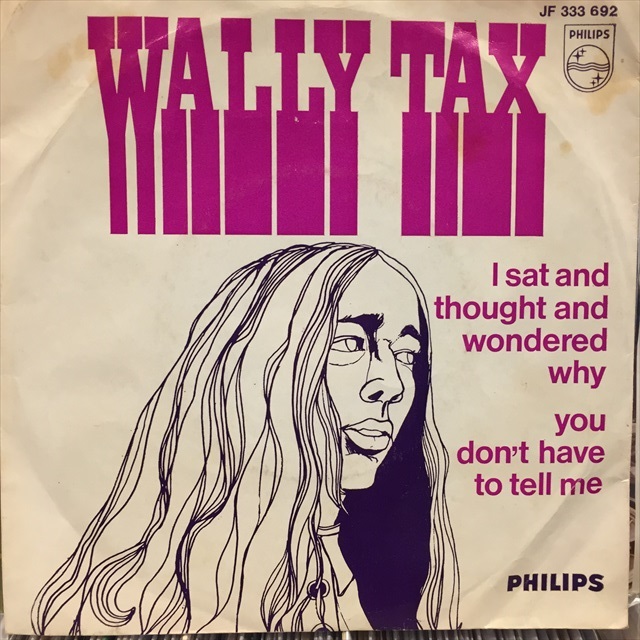 JF 333 692
PHILIPS
WALLY TAX
I sat and
thought and
wondered
why
you
don't have
to tell me
PHILIPS